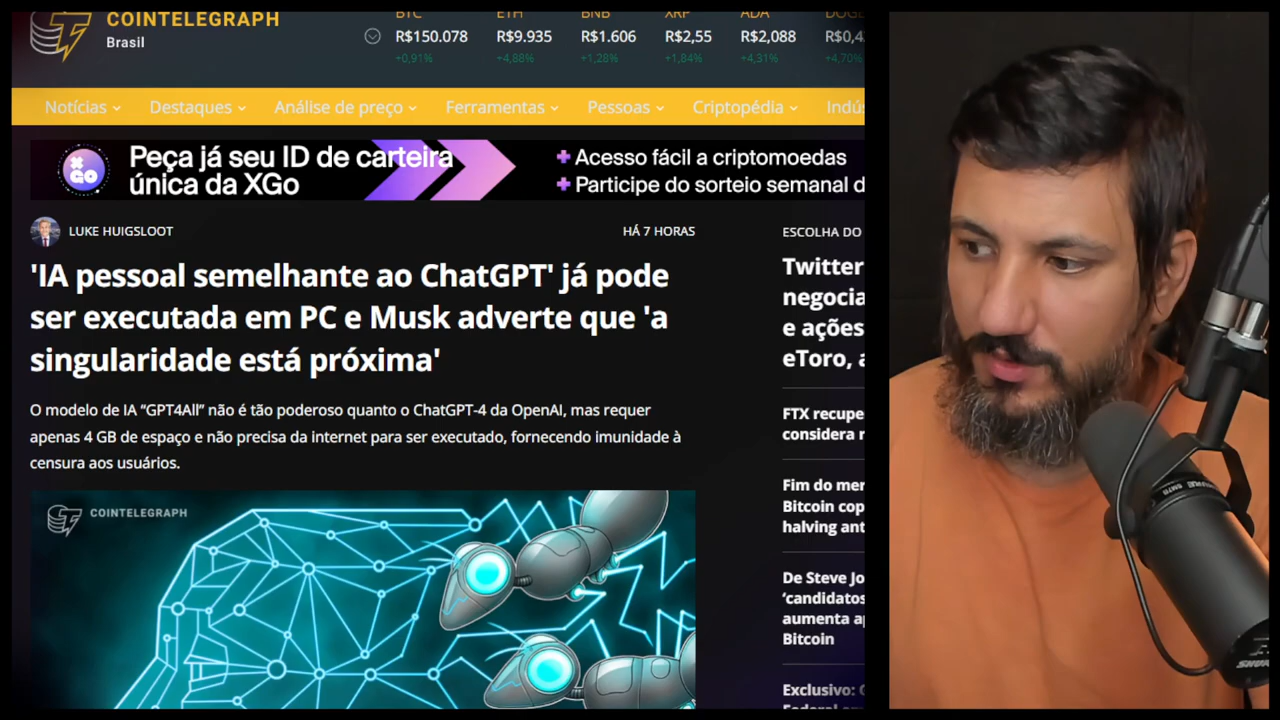 COINTELEGRAPH
Brasil
BTC ETH BNB XRP ADA
R$150.078 R$9.935 R$1.606 R$2,55 R$2,088
+0,91% +4,88% +1,28% +1,84% +4,31% +4,70%
Notícias Destaques Análise de preço Ferramentas Pessoas Criptopédia
XGO
Peça já seu ID de carteira
única da XGo
+ Acesso fácil a criptomoedas
+ Participe do sorteio semanal d
LUKE HUIGSLOOT HÁ 7 HORAS
'IA pessoal semelhante ao ChatGPT' já pode
ser executada em PC e Musk adverte que 'a
singularidade está próxima'
O modelo de IA “GPT4All” não é tão poderoso quanto o ChatGPT-4 da OpenAI, mas requer
apenas 4 GB de espaço e não precisa da internet para ser executado, fornecendo imunidade à
censura aos usuários.
COINTELEGRAPH
ESCOLHA DO
Twitter
negocia
e ações
eToro, a
FTX recupe
considera r
Fim do mer
Bitcoin cop
halving ant
De Steve Jo
‘candidatos
aumenta ap
Bitcoin
Exclusivo: